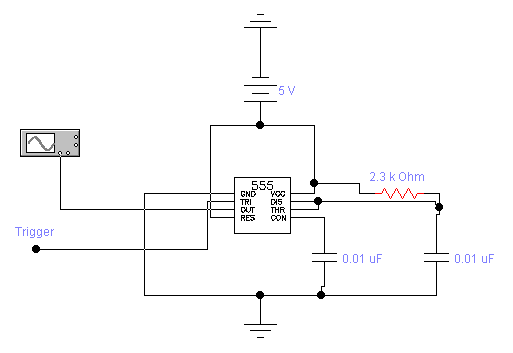 5 V
555
2.3 k Ohm
GND VCC
TRI DIS
OUT THR
RES CON
Trigger
0.01 uF 0.01 uF